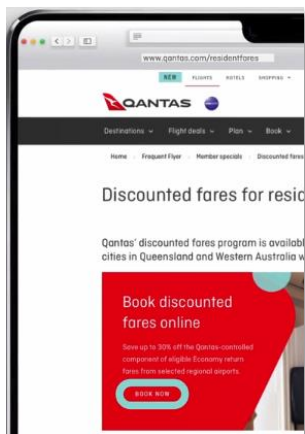 www.qantas.com/residentfares
NEW FLIGHTS HOTELS SHOPPING
QANTAS
Destinations Flight deals Plan Book
Home Frequent Flyer Member specials Discounted fares
Discounted fares for resid
Qantas' discounted fares program is availabl
cities in Queensland and Western Australia w
Book discounted
fares online
Save up to 30% off the Qantas-controlled
component of eligible Economy return
fares from selected regional airports.
BOOK NOW